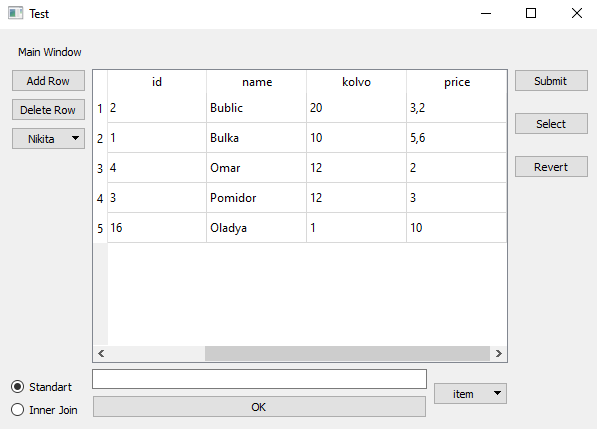 Test
Main Window
Add Row
Delete Row
Nikita
id name kolvo price
1 2 Bublic 20 3,2
2 1 Bulka 10 5,6
3 4 Omar 12 2
4 3 Pomidor 12 3
5 16 Oladya 1 10
Submit
Select
Revert
Standart
Inner Join
OK
item